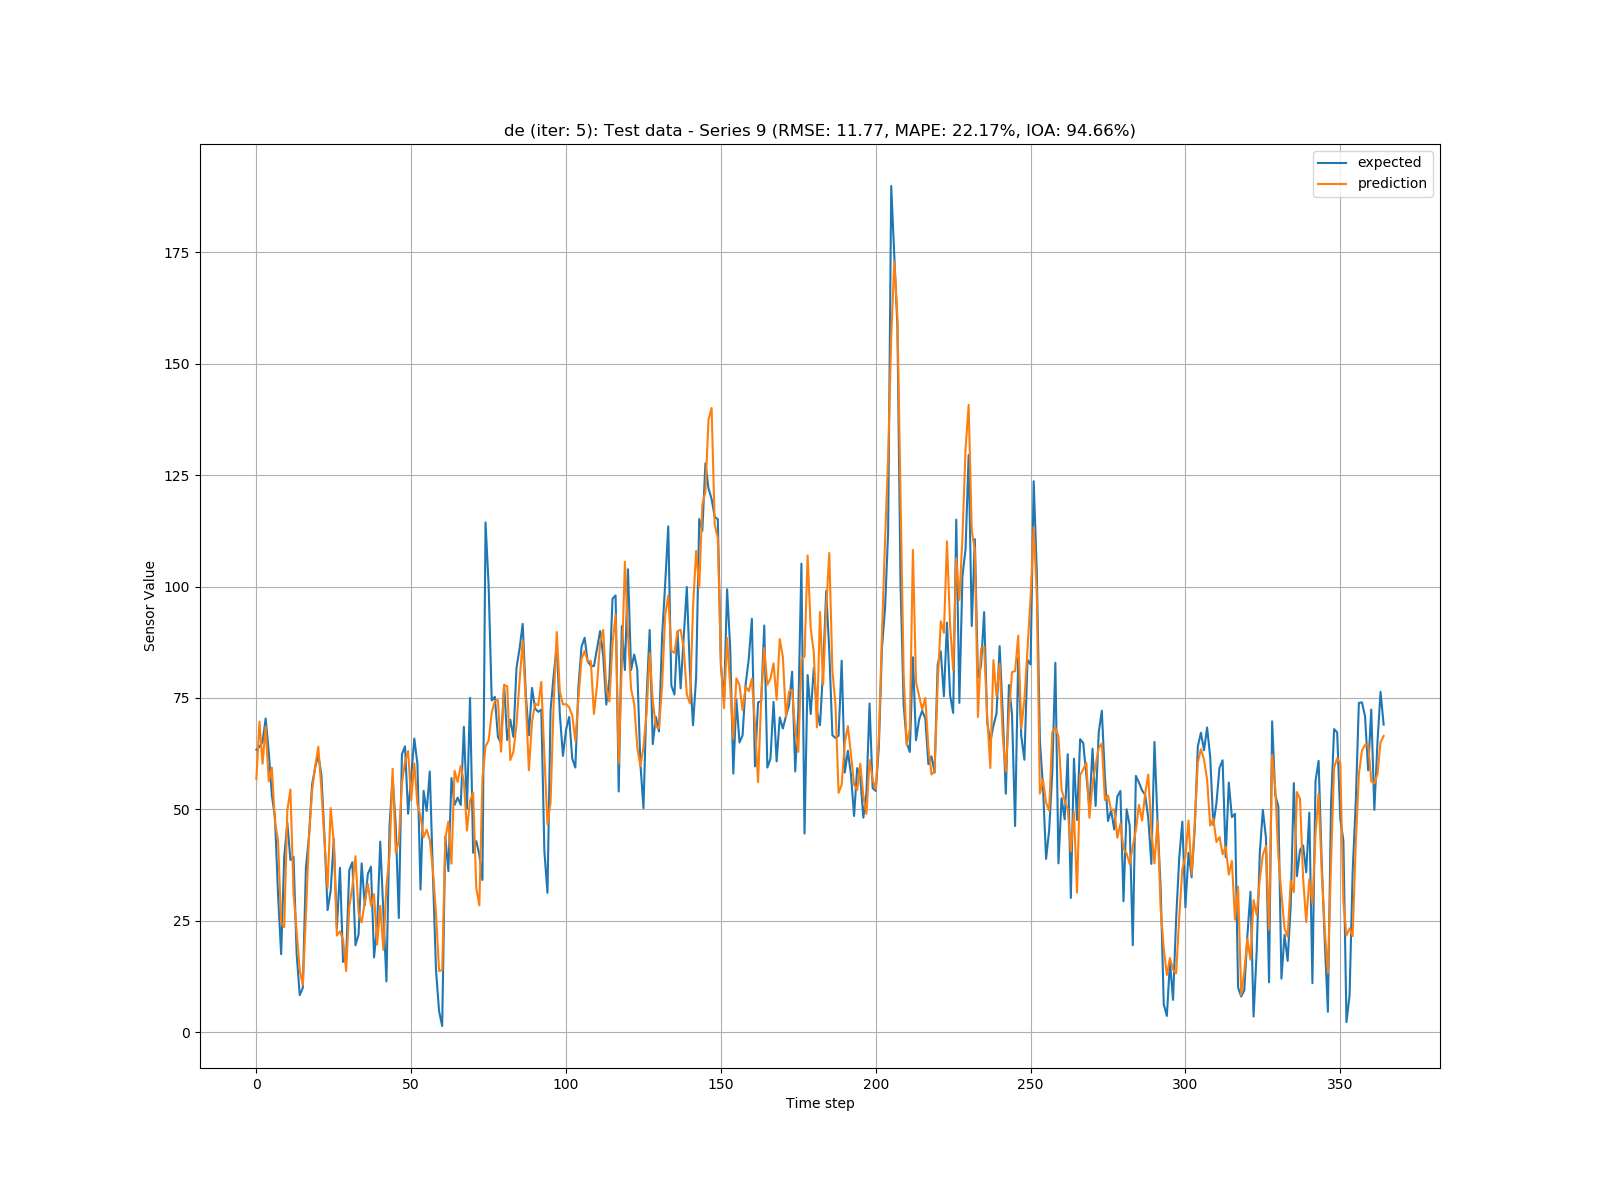 de (iter: 5): Test data - Series 9 (RMSE: 11.77, MAPE: 22.17%, IOA: 94.66%)
expected
prediction
175
150
125
100
75
50
25
0
Sensor Value
0 50 100 150 200 250 300 350
Time step